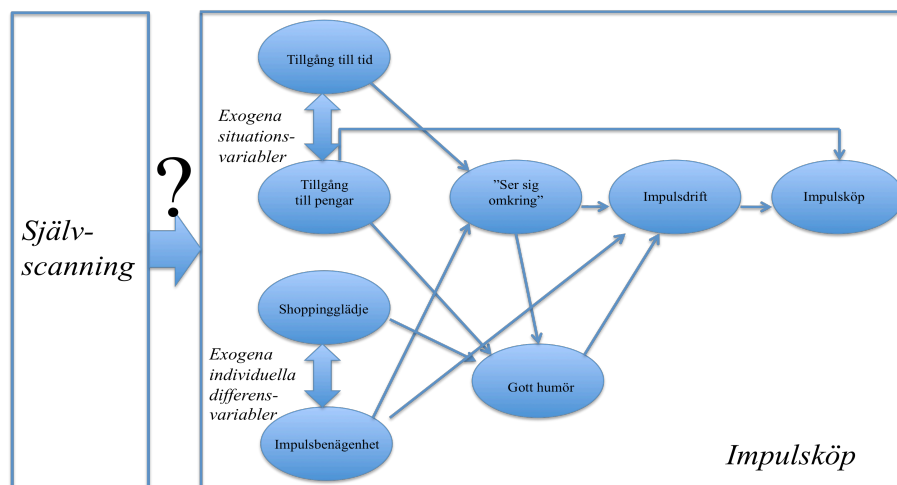 Själv-
scanning
?
Tillgång till tid
Exogena
situations-
variabler
Tillgång
till pengar
”Ser sig
omkring”
Impulsdrift
Impulsköp
Shoppingglädje
Exogena
individuella
differens-
variabler
Gott humör
Impulsbenägenhet
Impulsköp